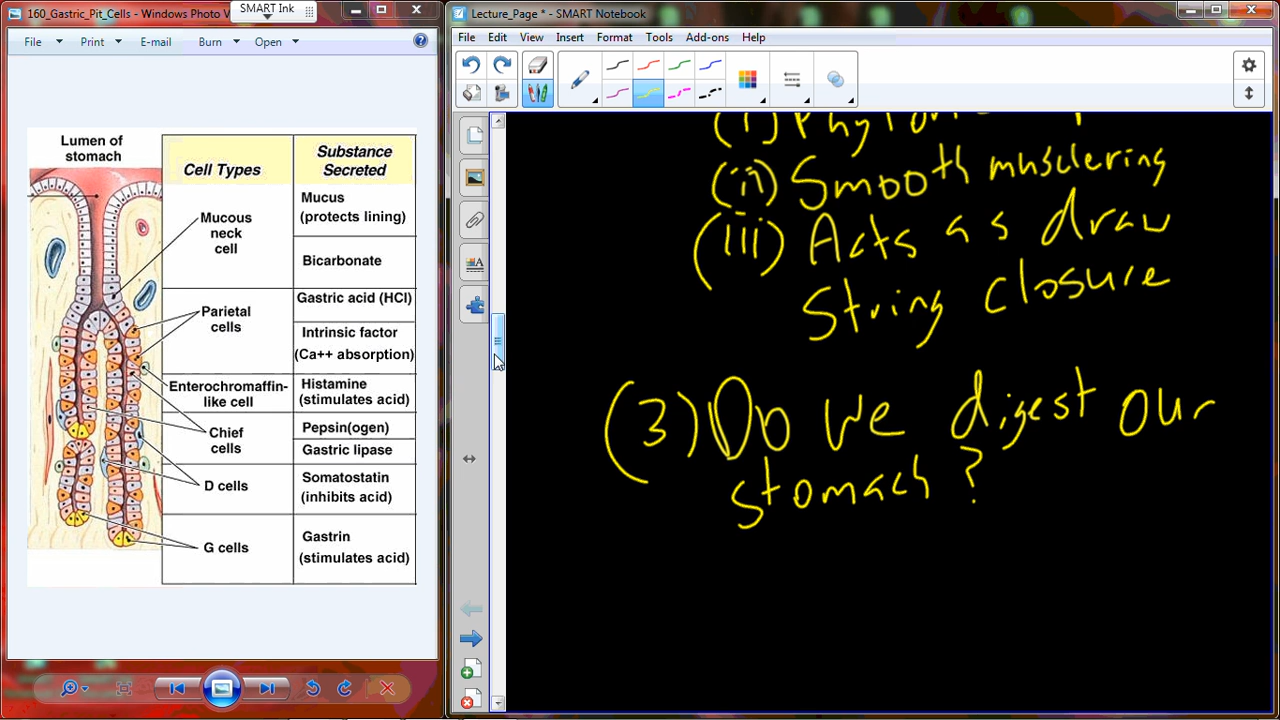 160_Gastric_Pit_Cells - Windows Photo V
SMART Ink
File Print E-mail Burn Open
Lumen of
stomach
Cell Types
Substance
Secreted
Mucous
neck
cell
Mucus
(protects lining)
Bicarbonate
Parietal
cells
Gastric acid (HCl)
Intrinsic factor
(Ca++ absorption)
Enterochromaffin-
like cell
Histamine
(stimulates acid)
Chief
cells
Pepsin(ogen)
Gastric lipase
D cells
Somatostatin
(inhibits acid)
G cells
Gastrin
(stimulates acid)
Lecture_Page * - SMART Notebook
File Edit View Insert Format Tools Add-ons Help
(i)
(ii) Smooth muscle ring
(iii) Acts as draw
String closure
(3) Do we digest our
stomach?